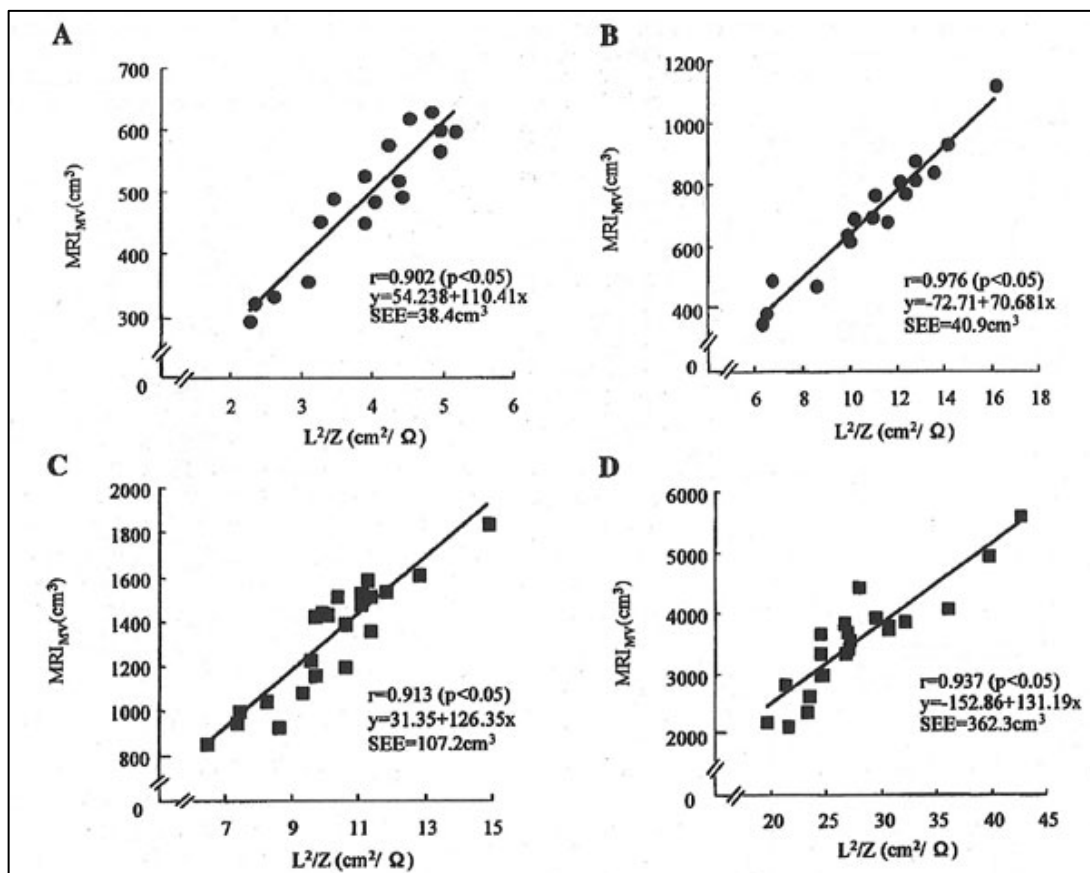 A
700
600
500
400
300
0
MRI_MV(cm³)
r=0.902 (p<0.05)
y=54.238+110.41x
SEE=38.4cm³
2 3 4 5 6
L²/Z (cm²/ Ω)
B
1200
1000
800
600
400
0
MRI_MV(cm³)
r=0.976 (p<0.05)
y=-72.71+70.681x
SEE=40.9cm³
6 8 10 12 14 16 18
L²/Z (cm²/ Ω)
C
2000
1800
1600
1400
1200
1000
800
0
MRI_MV(cm³)
r=0.913 (p<0.05)
y=31.35+126.35x
SEE=107.2cm³
7 9 11 13 15
L²/Z (cm²/ Ω)
D
6000
5000
4000
3000
2000
0
MRI_MV(cm³)
r=0.937 (p<0.05)
y=-152.86+131.19x
SEE=362.3cm³
20 25 30 35 40 45
L²/Z (cm²/ Ω)